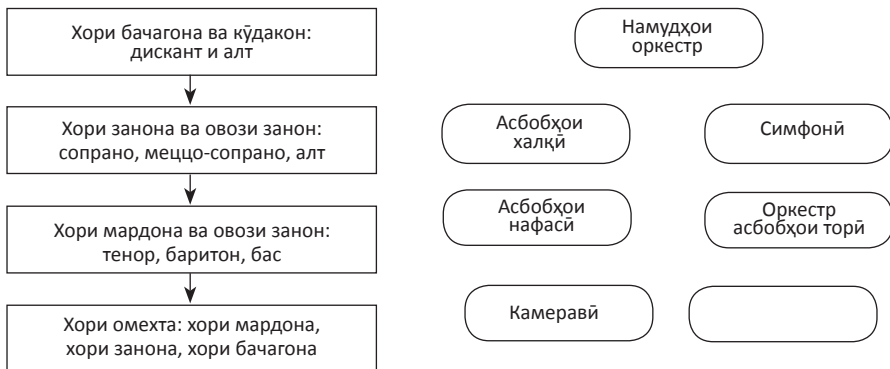 Хори бачагона ва кӯдакон:
дискант и алт
Хори занона ва овози занон:
сопрано, меццо-сопрано, алт
Хори мардона ва овози занон:
тенор, баритон, бас
Хори омехта: хори мардона,
хори занона, хори бачагона
Намудҳои
оркестр
Асбобҳои
халқӣ
Симфонӣ
Асбобҳои
нафасӣ
Оркестр
асбобҳои торӣ
Камеравӣ